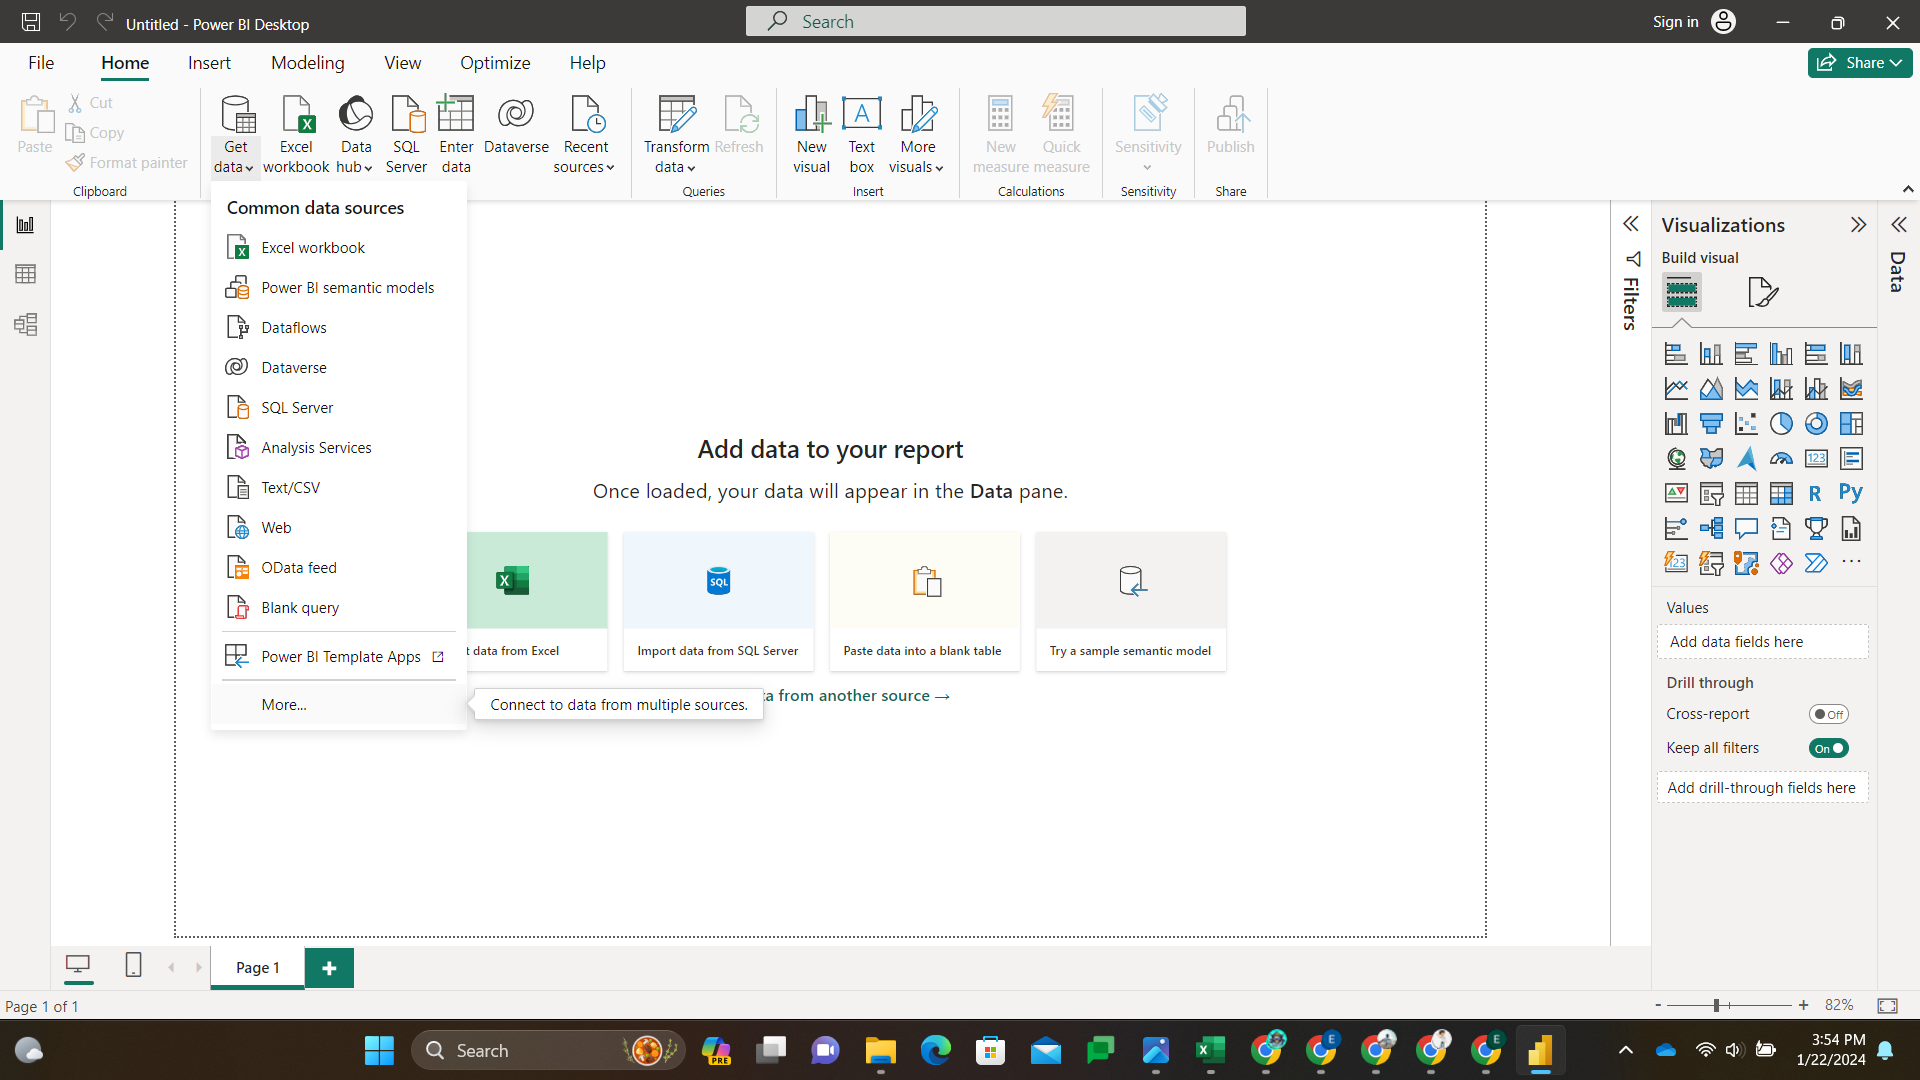 Untitled - Power BI Desktop
Search
Sign in
File Home Insert Modeling View Optimize Help
Share
Paste
Cut
Copy
Format painter
Clipboard
Get data
Excel workbook
Data hub
SQL Server
Enter data
Dataverse
Recent sources
Transform data
Refresh
Queries
New visual
Text box
More visuals
Insert
New measure
Quick measure
Calculations
Sensitivity
Sensitivity
Publish
Share
Common data sources
Excel workbook
Power BI semantic models
Dataflows
Dataverse
SQL Server
Analysis Services
Text/CSV
Web
OData feed
Blank query
Power BI Template Apps
More...
Connect to data from multiple sources.
Add data to your report
Once loaded, your data will appear in the Data pane.
SQL
data from Excel
Import data from SQL Server
Paste data into a blank table
Try a sample semantic model
from another source →
Filters
Visualizations
Build visual
123
R
Py
123
Values
Add data fields here
Drill through
Cross-report
Off
Keep all filters
On
Add drill-through fields here
Data
Page 1
Page 1 of 1
- + 82%
Search
PRE
E
E
3:54 PM
1/22/2024